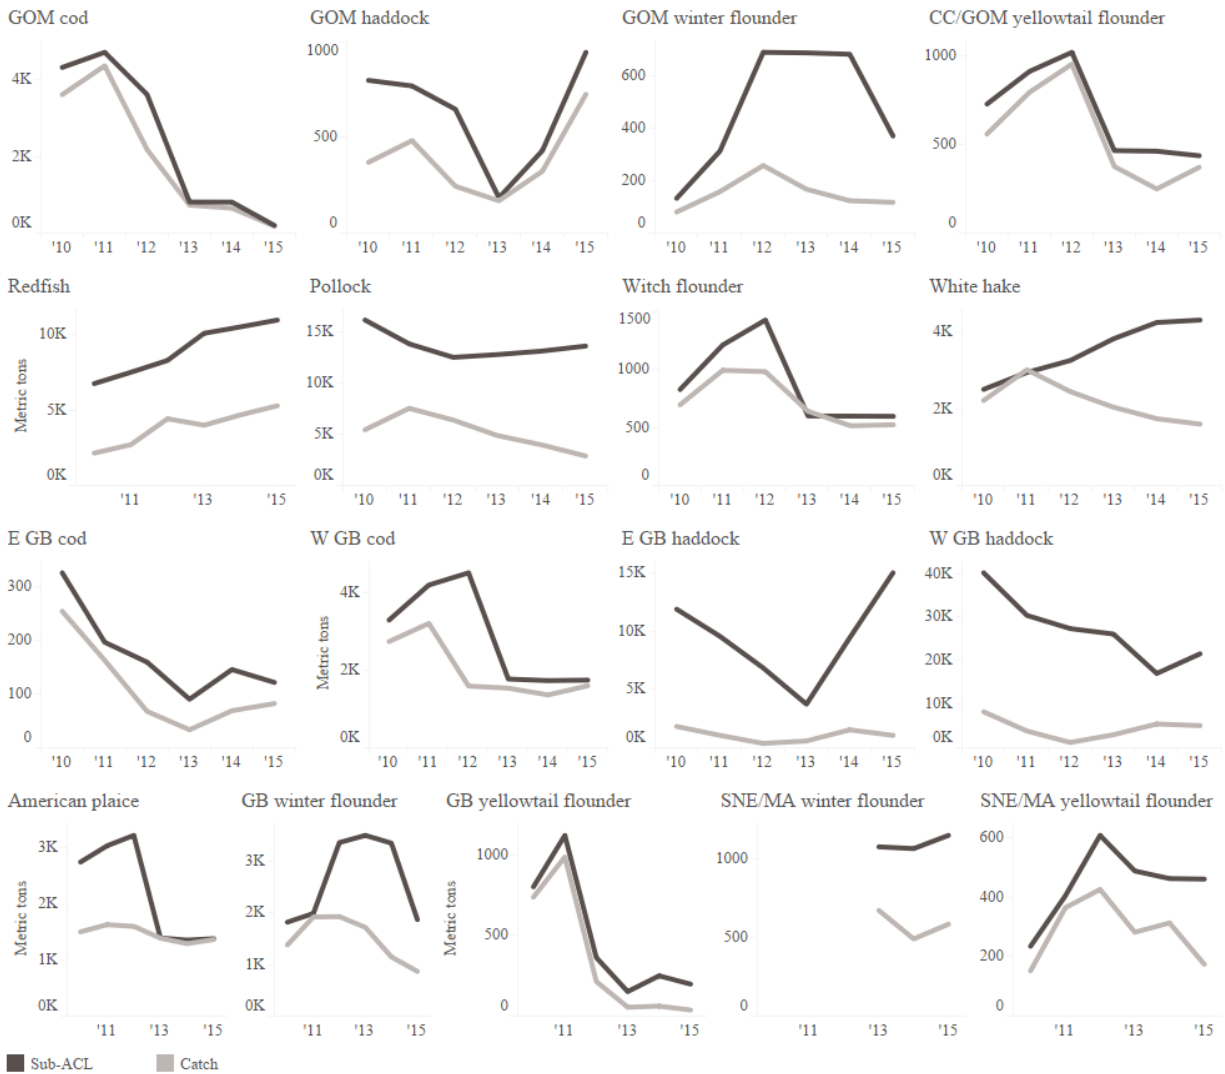 GOM cod GOM haddock GOM winter flounder CC/GOM yellowtail flounder
4K 2K 0K
'10 '11 '12 '13 '14 '15
1000 500 0
'10 '11 '12 '13 '14 '15
600 400 200 0
'10 '11 '12 '13 '14 '15
1000 500 0
'10 '11 '12 '13 '14 '15
Redfish Pollock Witch flounder White hake
Metric tons
10K 5K 0K
'11 '13 '15
15K 10K 5K 0K
'10 '11 '12 '13 '14 '15
1500 1000 500 0
'10 '11 '12 '13 '14 '15
4K 2K 0K
'10 '11 '12 '13 '14 '15
E GB cod W GB cod E GB haddock W GB haddock
300 200 100 0
'10 '11 '12 '13 '14 '15
Metric tons
4K 2K 0K
'10 '11 '12 '13 '14 '15
15K 10K 5K 0K
'10 '11 '12 '13 '14 '15
40K 30K 20K 10K 0K
'10 '11 '12 '13 '14 '15
American plaice GB winter flounder GB yellowtail flounder SNE/MA winter flounder SNE/MA yellowtail flounder
Metric tons
3K 2K 1K 0K
'11 '13 '15
3K 2K 1K 0K
'11 '13 '15
Metric tons
1000 500 0
'11 '13 '15
1000 500 0
'11 '13 '15
600 400 200 0
'11 '13 '15
Sub-ACL Catch